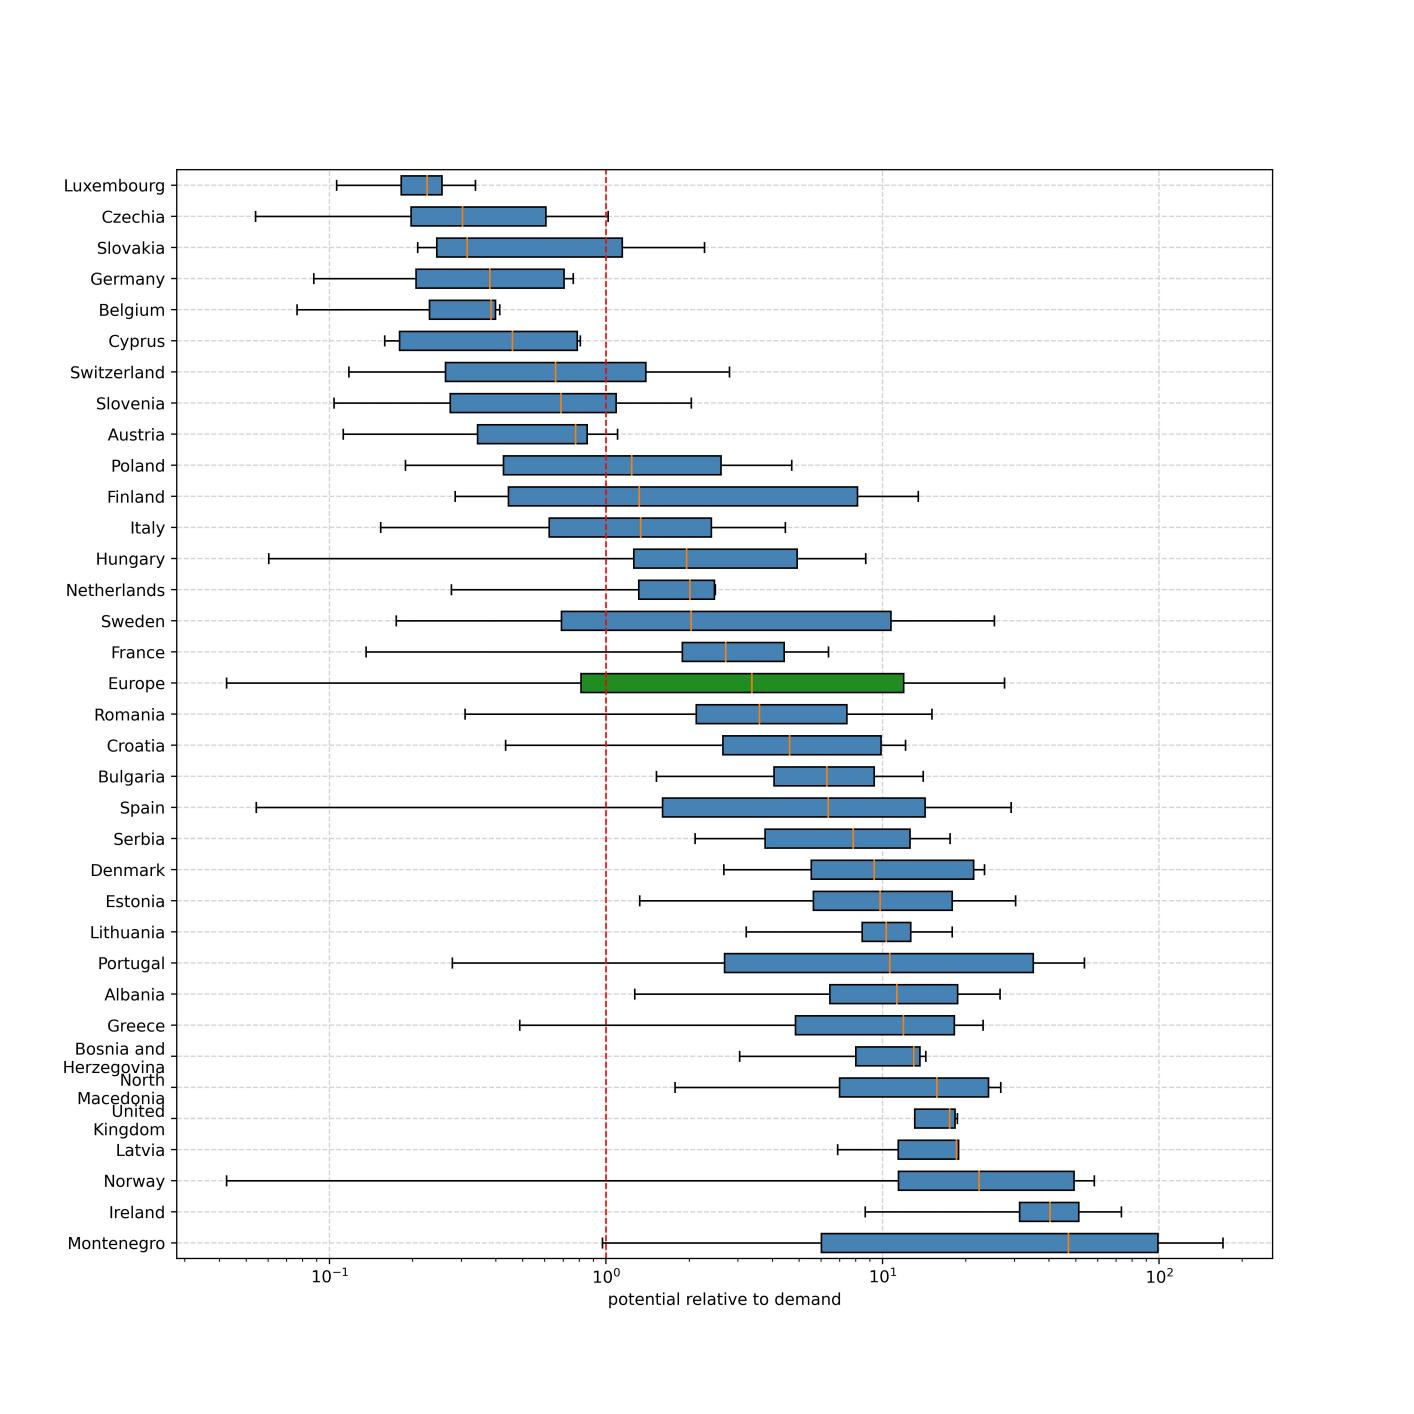 Luxembourg
Czechia
Slovakia
Germany
Belgium
Cyprus
Switzerland
Slovenia
Austria
Poland
Finland
Italy
Hungary
Netherlands
Sweden
France
Europe
Romania
Croatia
Bulgaria
Spain
Serbia
Denmark
Estonia
Lithuania
Portugal
Albania
Greece
Bosnia and
Herzegovina
North
Macedonia
United
Kingdom
Latvia
Norway
Ireland
Montenegro
10⁻¹ 10⁰ 10¹ 10²
potential relative to demand